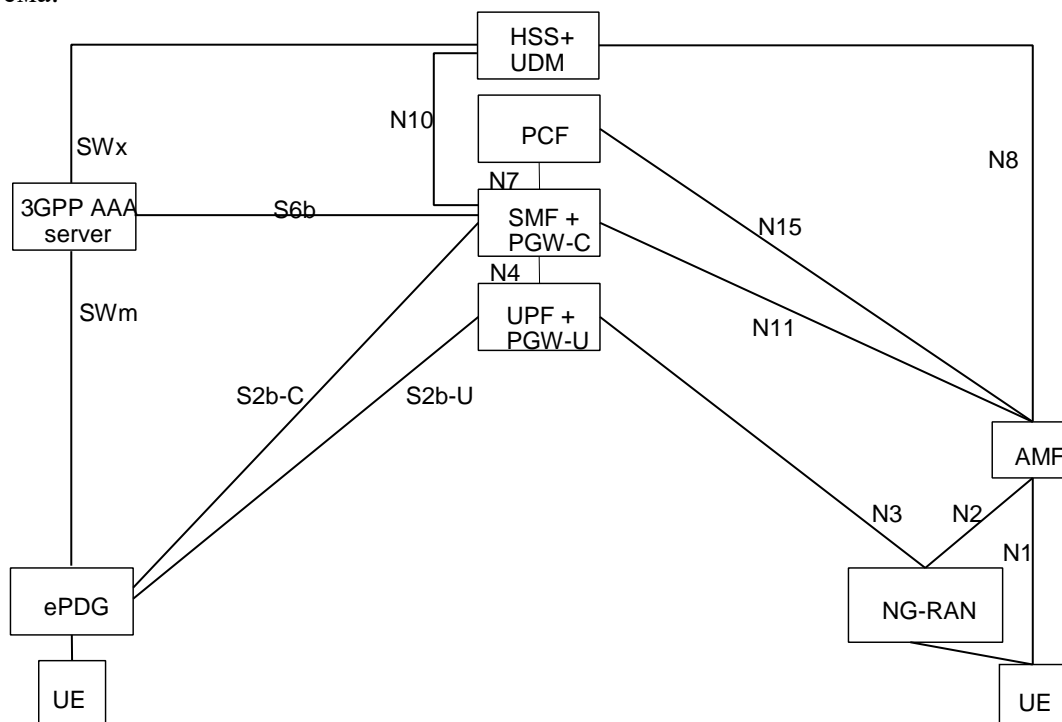 HSS+
UDM
N10
PCF
SWx
N8
N7
3GPP AAA
server
S6b
SMF +
PGW-C
N15
N4
SWm
UPF +
PGW-U
N11
S2b-C
S2b-U
AMF
N3
N2
N1
ePDG
NG-RAN
UE
UE